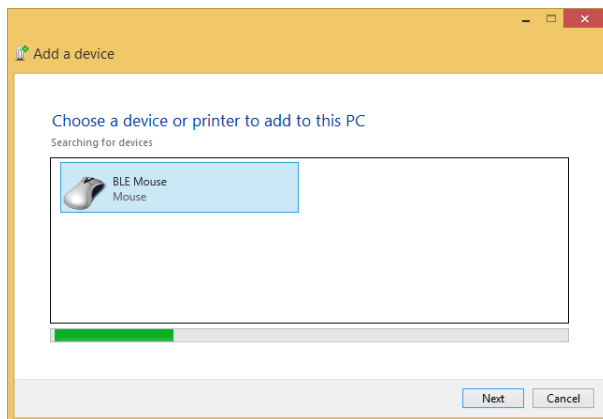 Add a device
Choose a device or printer to add to this PC
Searching for devices
BLE Mouse
Mouse
Next
Cancel